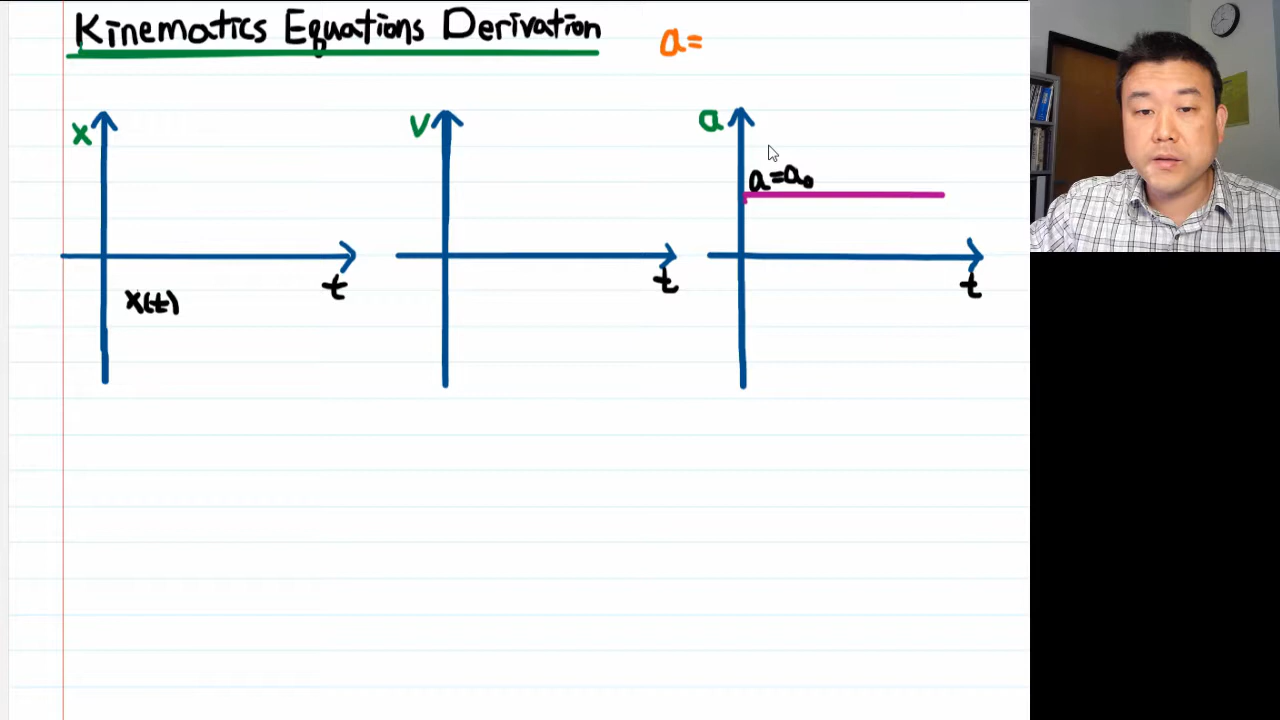 Kinematics Equations Derivation
a=
x
v
a
a=a₀
t
t
t
x(t)